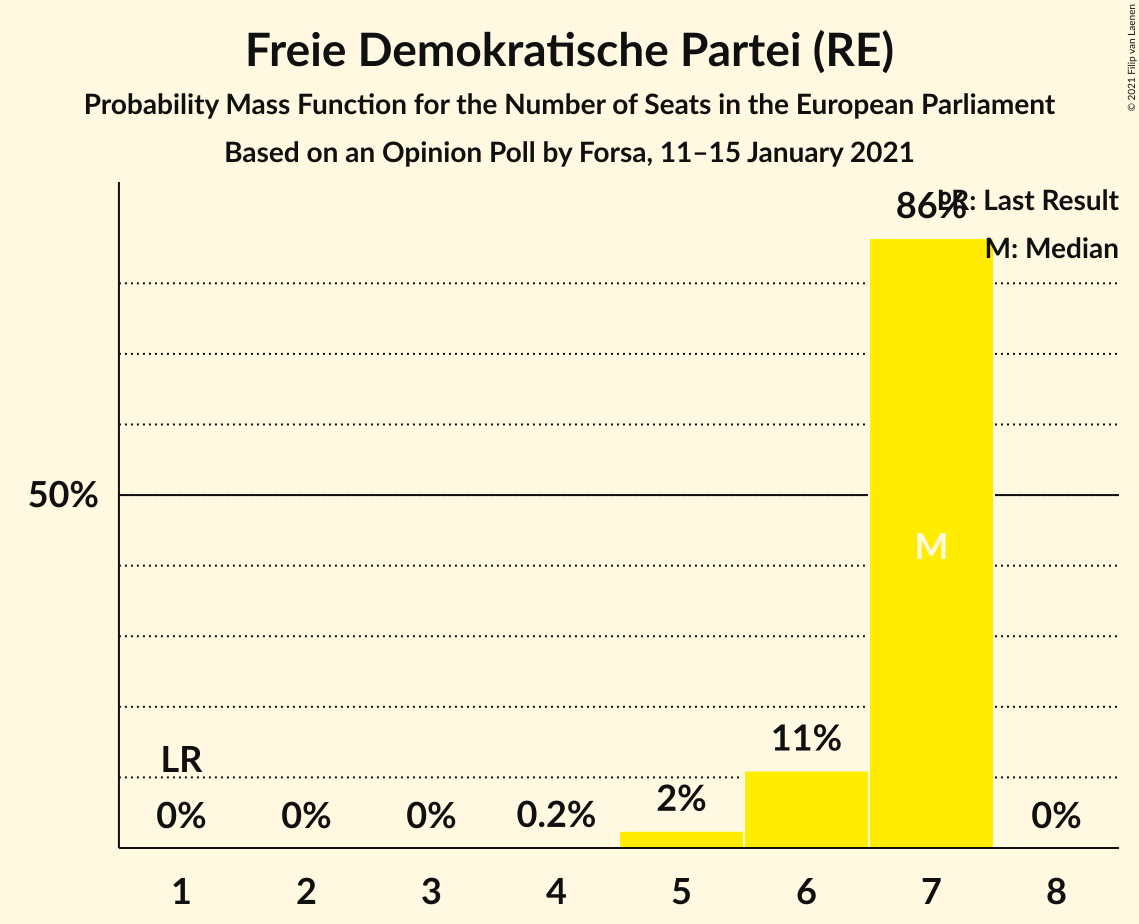 Freie Demokratische Partei (RE)
Probability Mass Function for the Number of Seats in the European Parliament
Based on an Opinion Poll by Forsa, 11–15 January 2021
© 2021 Filip van Laenen
LR: Last Result
M: Median
86%
50%
M
11%
LR
2%
0%
0%
0%
0.2%
0%
1 2 3 4 5 6 7 8